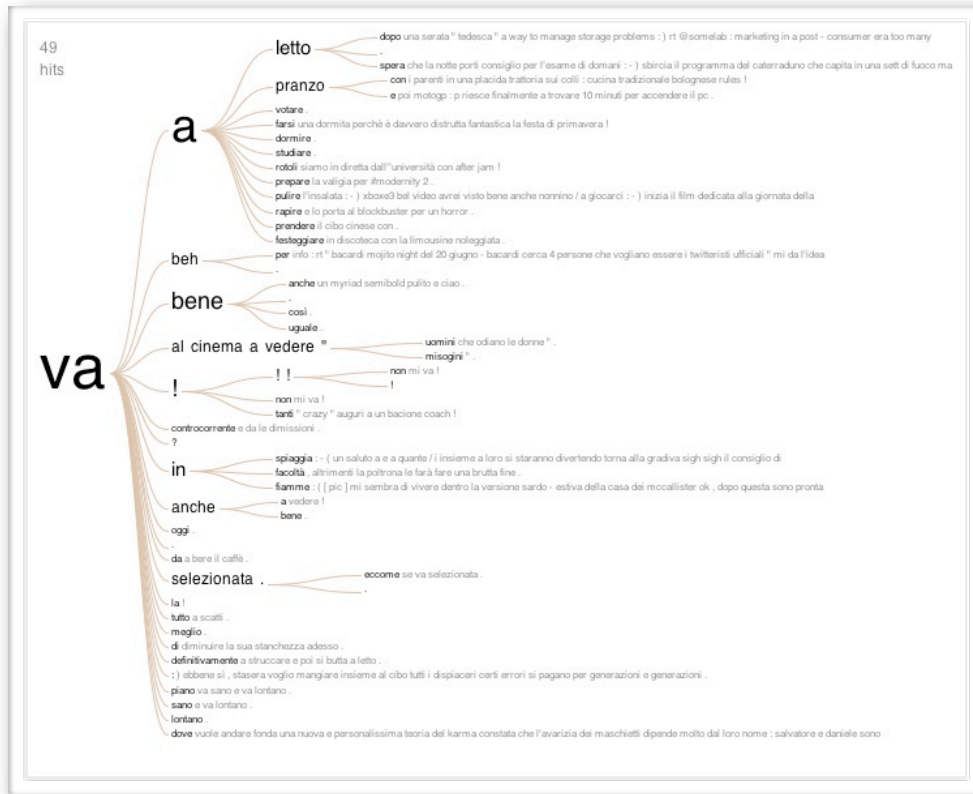 49
hits
va
a
letto
dopo una serata " tedesca " a way to manage storage problems : ) rt @somelab : marketing in a post - consumer era too many
.
spera che la notte porti consiglio per l'esame di domani : - ) sbircia il programma del caterraduno che capita in una sett di fuoco ma
pranzo
con i parenti in una placida trattoria sui colli : cucina tradizionale bolognese rules !
e poi motogp : p riesce finalmente a trovare 10 minuti per accendere il pc .
votare .
farsi una dormita perchè è davvero distrutta fantastica la festa di primavera !
dormire .
studiare .
rotoli siamo in diretta dall''università con after jam !
prepare la valigia per #modernity 2 .
pulire l'insalata : - ) xboxe3 bel video avrei visto bene anche nonnino / a giocarci : - ) inizia il film dedicata alla giornata della
rapire e lo porta al blockbuster per un horror .
prendere il cibo cinese con .
festeggiare in discoteca con la limousine noleggiata .
beh
per info : rt " bacardi mojito night del 20 giugno - bacardi cerca 4 persone che vogliano essere i twitteristi ufficiali " mi da l'idea
.
bene
anche un myriad semibold pulito e ciao .
.
così .
uguale .
al cinema a vedere "
uomini che odiano le donne " .
misogini " .
!
! !
non mi va !
!
non mi va !
tanti " crazy " auguri a un bacione coach !
controcorrente e da le dimissioni .
?
in
spiaggia : - ( un saluto a e a quante / i insieme a loro si staranno divertendo torna alla gradiva sigh sigh il consiglio di
facoltà , altrimenti la poltrona le farà fare una brutta fine .
fiamme : ( [ pic ] mi sembra di vivere dentro la versione sardo - estiva della casa dei mccallister ok , dopo questa sono pronta
anche
a vedere !
bene .
oggi .
.
da a bere il caffè .
selezionata .
eccome se va selezionata .
.
la !
tutto a scatti .
meglio .
di diminuire la sua stanchezza adesso .
definitivamente a struccare e poi si butta a letto .
: ) ebbene si , stasera voglio mangiare insieme al cibo tutti i dispiaceri certi errori si pagano per generazioni e generazioni .
piano va sano e va lontano .
sano e va lontano .
lontano .
dove vuole andare fonda una nuova e personalissima teoria del karma constata che l'avarizia dei maschietti dipende molto dal loro nome : salvatore e daniele sono